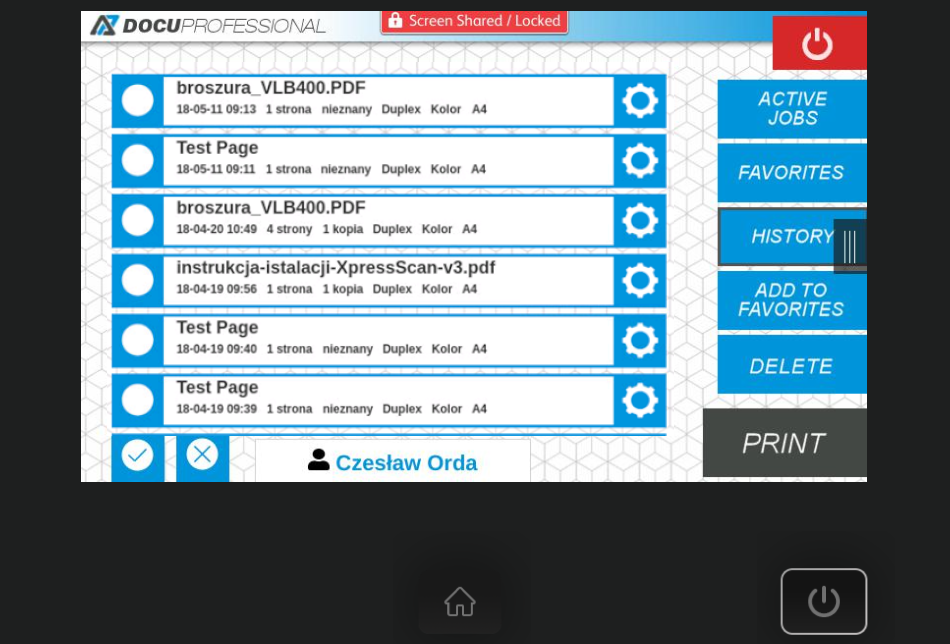 DOCUPROFESSIONAL
Screen Shared / Locked
broszura_VLB400.PDF
18-05-11 09:13 1 strona nieznany Duplex Kolor A4
Test Page
18-05-11 09:11 1 strona nieznany Duplex Kolor A4
broszura_VLB400.PDF
18-04-20 10:49 4 strony 1 kopia Duplex Kolor A4
instrukcja-istalacji-XpressScan-v3.pdf
18-04-19 09:56 1 strona 1 kopia Duplex Kolor A4
Test Page
18-04-19 09:40 1 strona nieznany Duplex Kolor A4
Test Page
18-04-19 09:39 1 strona nieznany Duplex Kolor A4
Czesław Orda
ACTIVE
JOBS
FAVORITES
HISTORY
ADD TO
FAVORITES
DELETE
PRINT